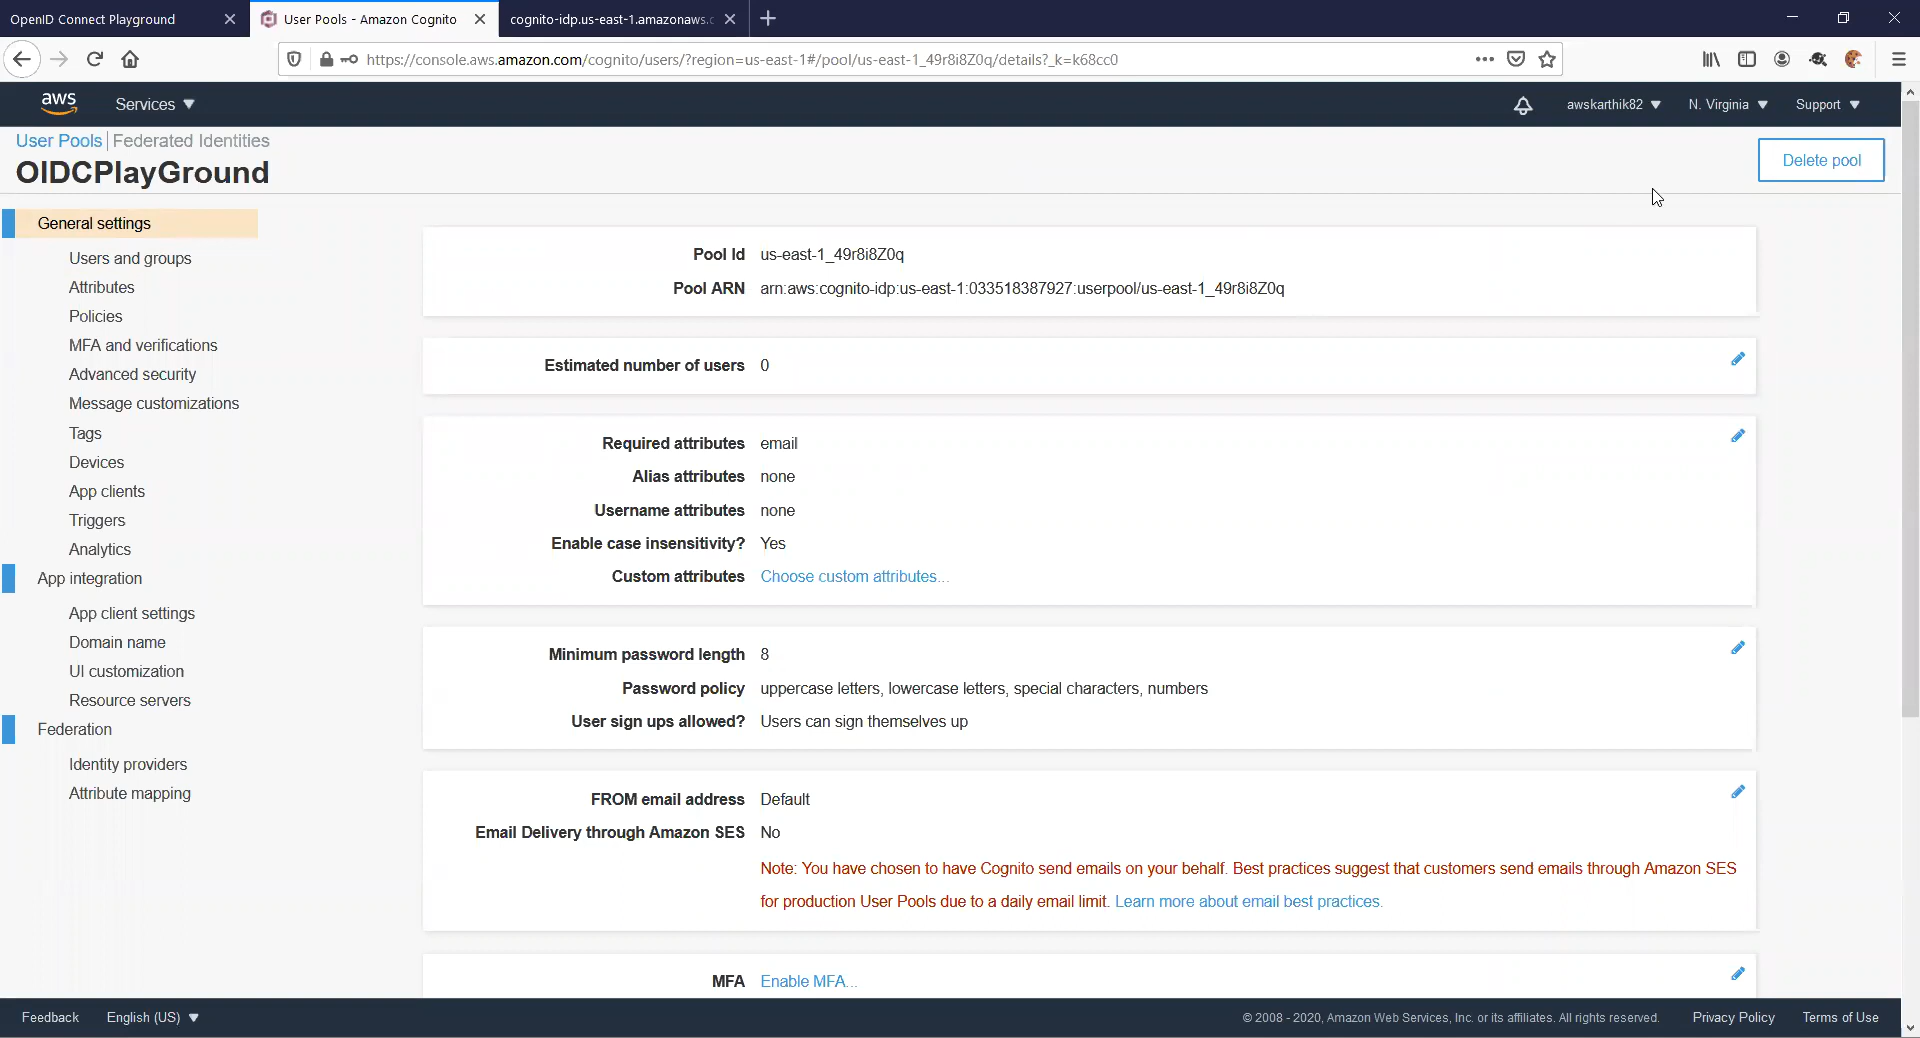 OpenID Connect Playground
User Pools - Amazon Cognito
cognito-idp.us-east-1.amazonaws.c
https://console.aws.amazon.com/cognito/users/?region=us-east-1#/pool/us-east-1_49r8i8Z0q/details?_k=k68cc0
aws
Services
awskarthik82
N. Virginia
Support
User Pools | Federated Identities
OIDCPlayGround
Delete pool
General settings
Users and groups
Attributes
Policies
MFA and verifications
Advanced security
Message customizations
Tags
Devices
App clients
Triggers
Analytics
App integration
App client settings
Domain name
UI customization
Resource servers
Federation
Identity providers
Attribute mapping
Pool Id us-east-1_49r8i8Z0q
Pool ARN arn:aws:cognito-idp:us-east-1:033518387927:userpool/us-east-1_49r8i8Z0q
Estimated number of users 0
Required attributes email
Alias attributes none
Username attributes none
Enable case insensitivity? Yes
Custom attributes Choose custom attributes...
Minimum password length 8
Password policy uppercase letters, lowercase letters, special characters, numbers
User sign ups allowed? Users can sign themselves up
FROM email address Default
Email Delivery through Amazon SES No
Note: You have chosen to have Cognito send emails on your behalf. Best practices suggest that customers send emails through Amazon SES
for production User Pools due to a daily email limit. Learn more about email best practices.
MFA Enable MFA...
Feedback
English (US)
© 2008 - 2020, Amazon Web Services, Inc. or its affiliates. All rights reserved.
Privacy Policy
Terms of Use